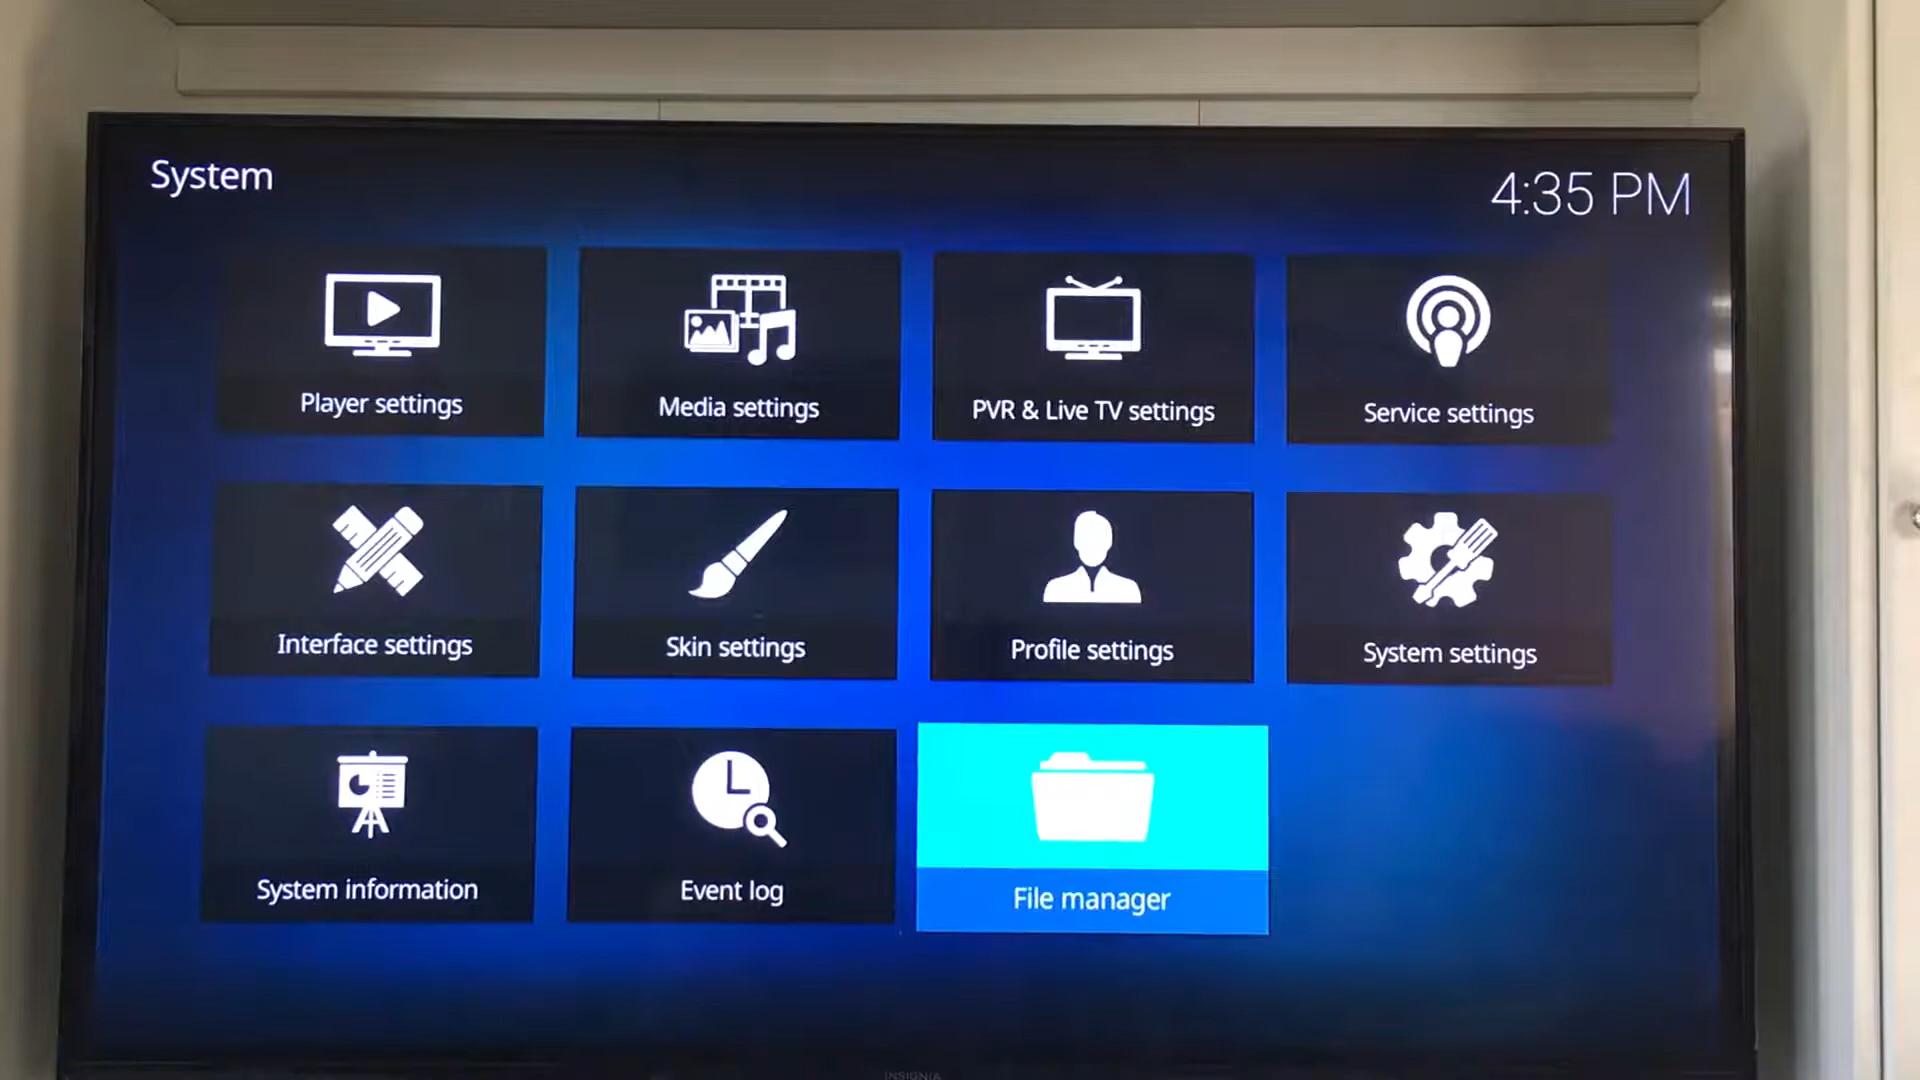 System
4:35 PM
Player settings
Media settings
PVR & Live TV settings
Service settings
Interface settings
Skin settings
Profile settings
System settings
System information
Event log
File manager
INSIGNIA